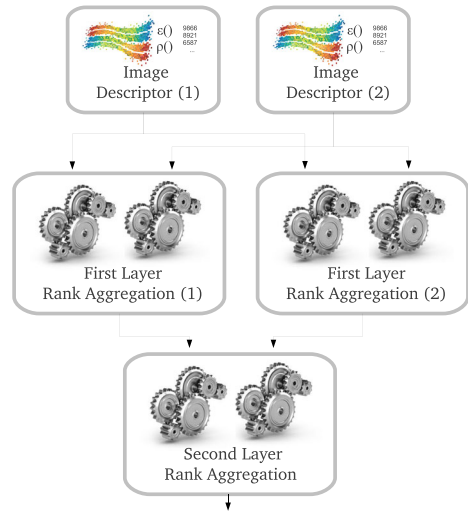 ε() 9866
8921
ρ() 6587
...
Image
Descriptor (1)
ε() 9866
8921
ρ() 6587
...
Image
Descriptor (2)
First Layer
Rank Aggregation (1)
First Layer
Rank Aggregation (2)
Second Layer
Rank Aggregation